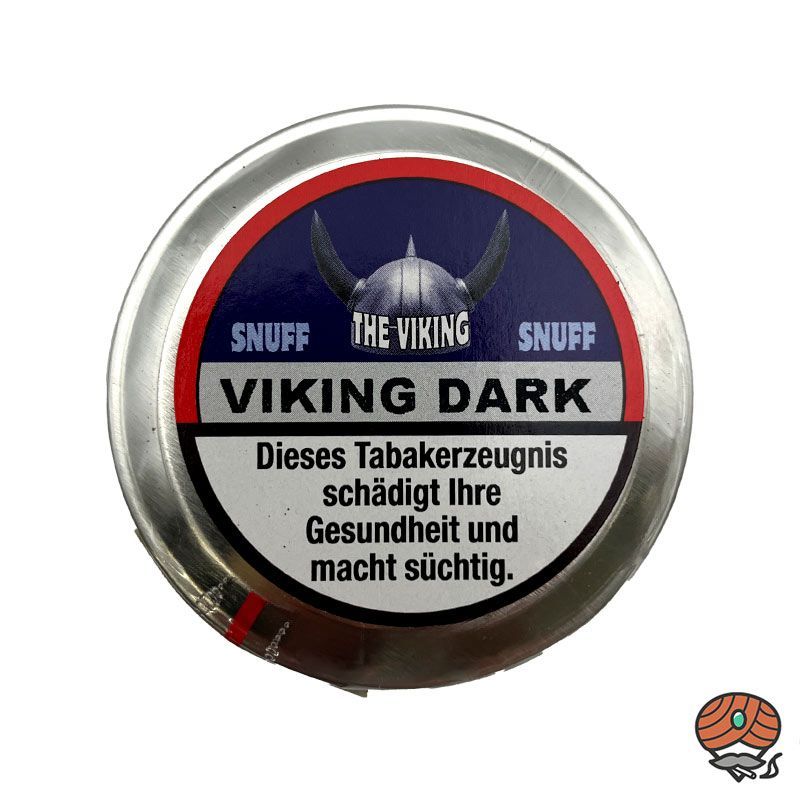 THE VIKING
SNUFF SNUFF
VIKING DARK
Dieses Tabakerzeugnis
schädigt Ihre
Gesundheit und
macht süchtig.